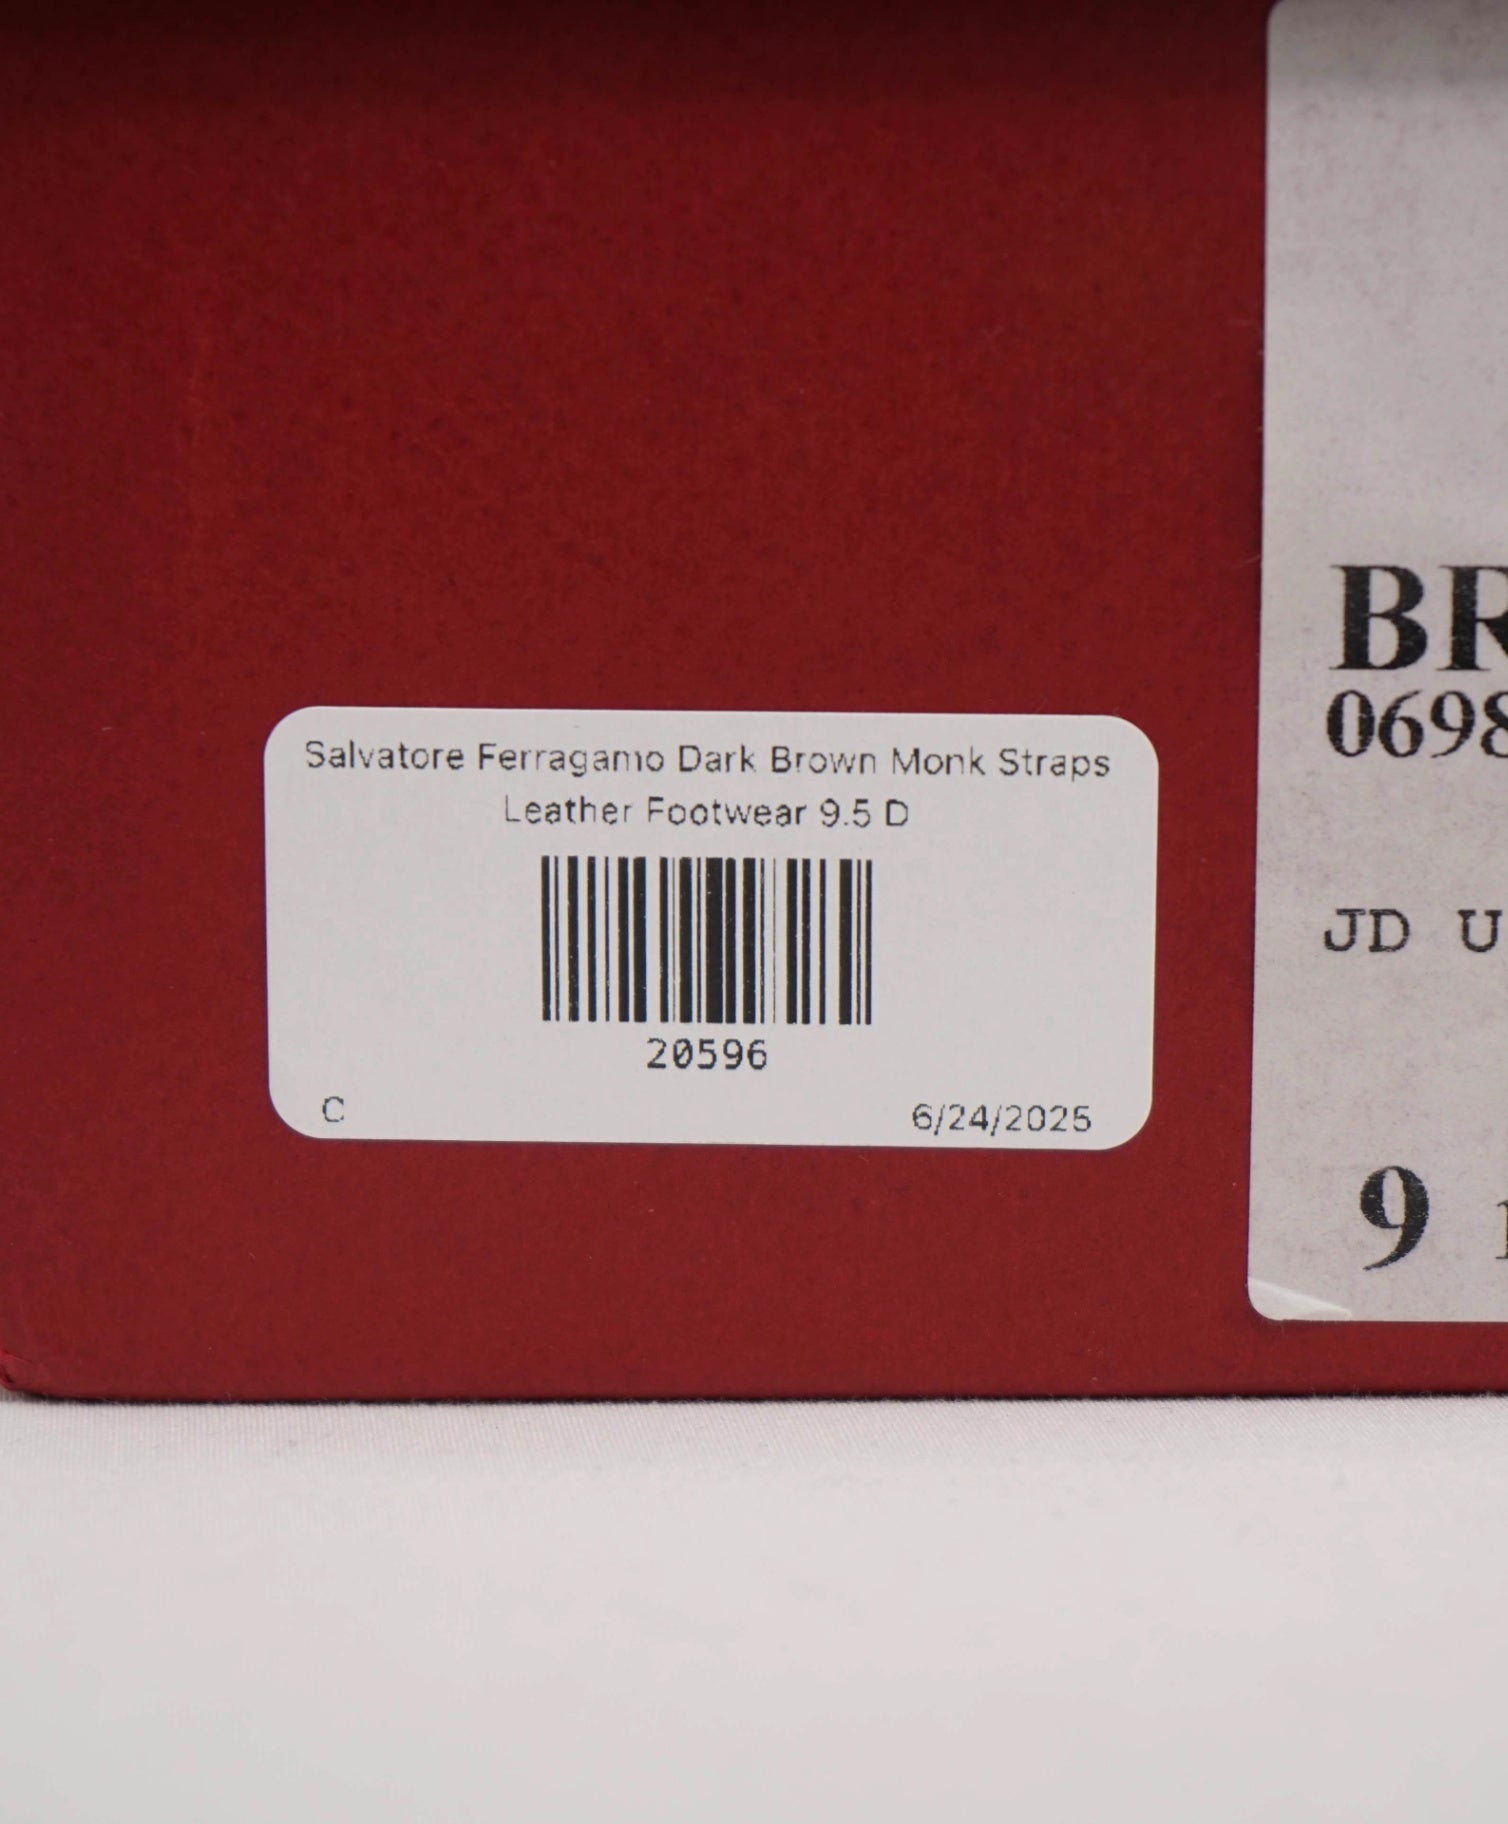 Salvatore Ferragamo Dark Brown Monk Straps
Leather Footwear 9.5 D
20596
C
6/24/2025
BR
0698
JD U
9